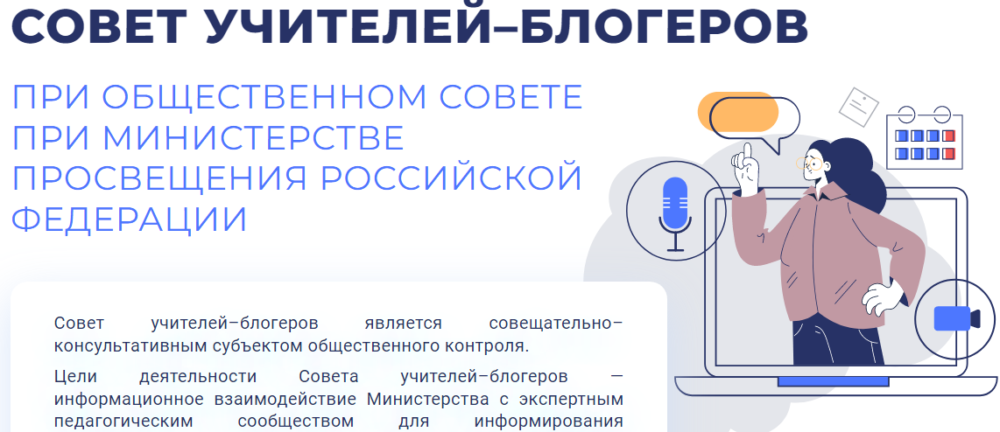 СОВЕТ УЧИТЕЛЕЙ–БЛОГЕРОВ
ПРИ ОБЩЕСТВЕННОМ СОВЕТЕ
ПРИ МИНИСТЕРСТВЕ
ПРОСВЕЩЕНИЯ РОССИЙСКОЙ
ФЕДЕРАЦИИ
Совет учителей–блогеров является совещательно–
консультативным субъектом общественного контроля.
Цели деятельности Совета учителей–блогеров —
информационное взаимодействие Министерства с экспертным
педагогическим сообществом для информирования